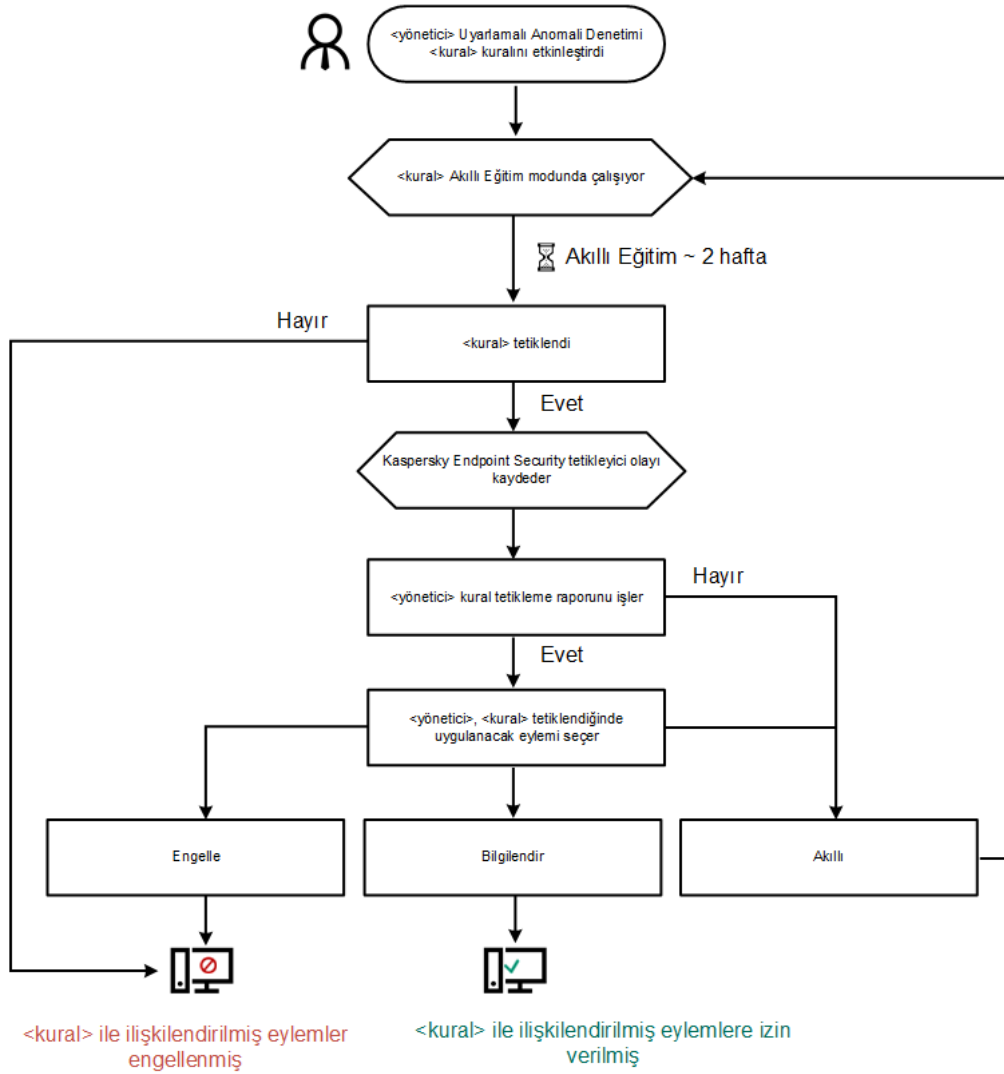 <yönetici> Uyarlamalı Anomali Denetimi
<kural> kuralını etkinleştirdi
<kural> Akıllı Eğitim modunda çalışıyor
Akıllı Eğitim ~ 2 hafta
Hayır
<kural> tetiklendi
Evet
Kaspersky Endpoint Security tetikleyici olayı
kaydeder
Hayır
<yönetici> kural tetikleme raporunu işler
Evet
<yönetici>, <kural> tetiklendiğinde
uygulanacak eylemi seçer
Engelle
Bilgilendir
Akıllı
<kural> ile ilişkilendirilmiş eylemler
engellenmiş
<kural> ile ilişkilendirilmiş eylemlere izin
verilmiş